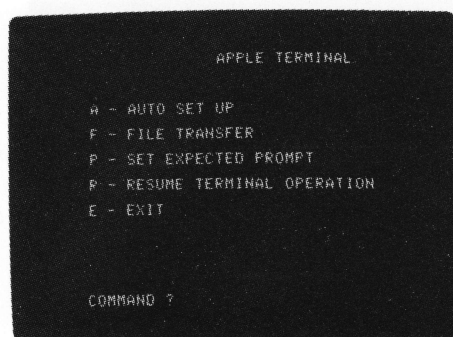 APPLE TERMINAL
A - AUTO SET UP
F - FILE TRANSFER
P - SET EXPECTED PROMPT
R - RESUME TERMINAL OPERATION
E - EXIT
COMMAND ?